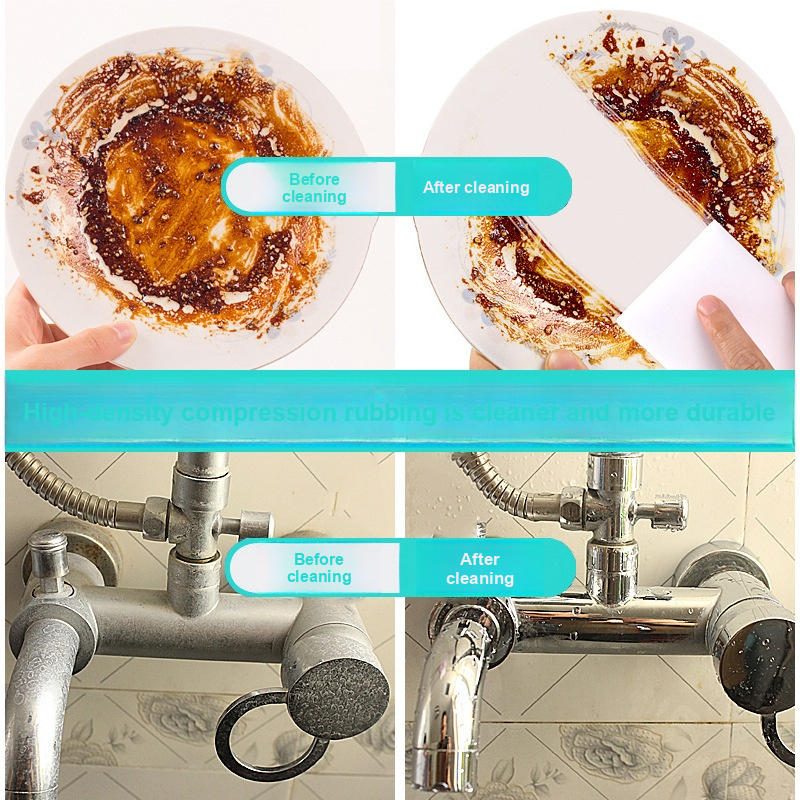 Before
cleaning
After cleaning
High-density compression rubbing is cleaner and more durable
Before
cleaning
After
cleaning